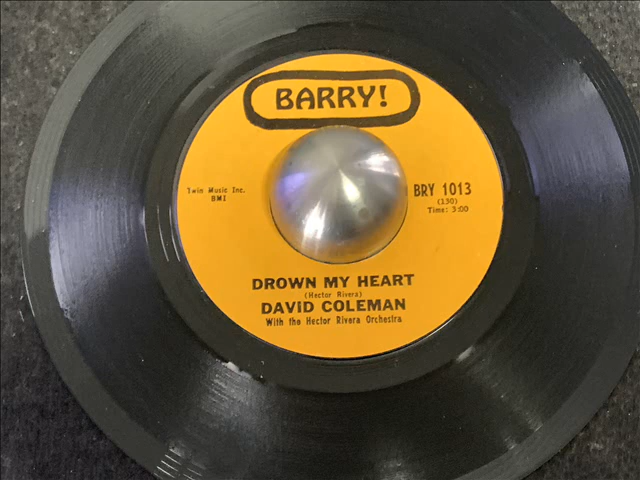 BARRY!
Twin Music Inc.
BMI
BRY 1013
(130)
Time: 3:00
DROWN MY HEART
(Hector Rivera)
DAVID COLEMAN
With the Hector Rivera Orchestra